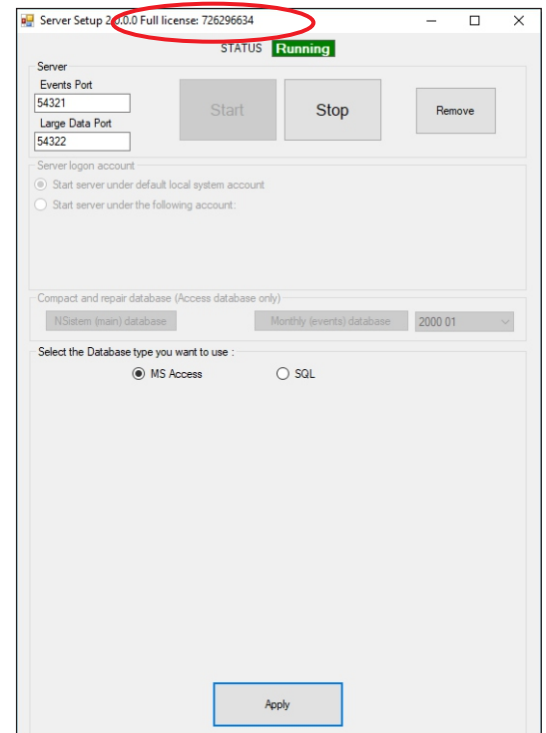 Server Setup 2.0.0.0 Full license: 726296634
STATUS Running
Server
Events Port
54321
Large Data Port
54322
Start
Stop
Remove
Server logon account
Start server under default local system account
Start server under the following account:
Compact and repair database (Access database only)
NSistem (main) database
Monthly (events) database
2000 01
Select the Database type you want to use :
MS Access
SQL
Apply